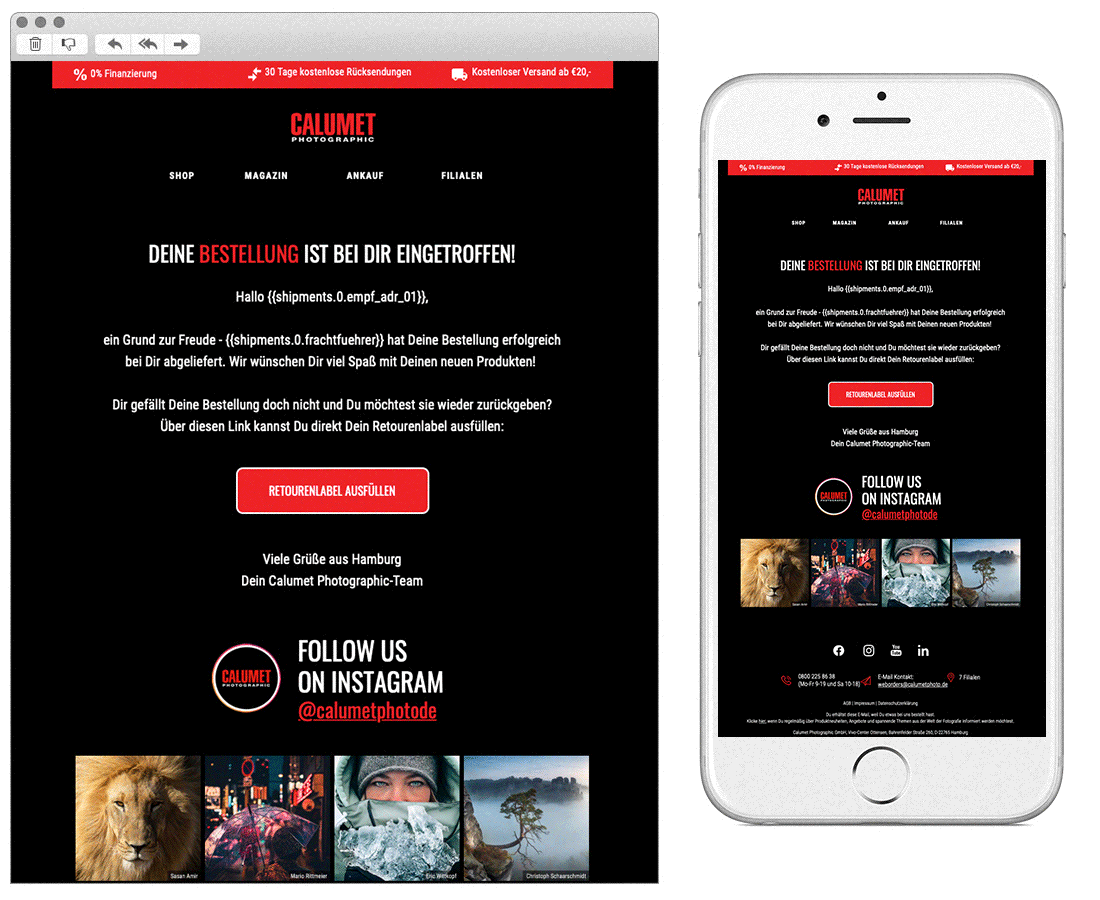 0% Finanzierung
30 Tage kostenlose Rücksendungen
Kostenloser Versand ab €20,-
CALUMET
PHOTOGRAPHIC
SHOP
MAGAZIN
ANKAUF
FILIALEN
DEINE BESTELLUNG IST BEI DIR EINGETROFFEN!
Hallo {{shipments.0.empf_adr_01}},
ein Grund zur Freude - {{shipments.0.frachtfuehrer}} hat Deine Bestellung erfolgreich
bei Dir abgeliefert. Wir wünschen Dir viel Spaß mit Deinen neuen Produkten!
Dir gefällt Deine Bestellung doch nicht und Du möchtest sie wieder zurückgeben?
Über diesen Link kannst Du direkt Dein Retourenlabel ausfüllen:
RETOURENLABEL AUSFÜLLEN
Viele Grüße aus Hamburg
Dein Calumet Photographic-Team
CALUMET
PHOTOGRAPHIC
FOLLOW US
ON INSTAGRAM
@calumetphotode
Sasan Amir
Mario Rittmeier
Eric Wittkopf
Christoph Schaarschmidt
0% Finanzierung
30 Tage kostenlose Rücksendungen
Kostenloser Versand ab €20,-
CALUMET
PHOTOGRAPHIC
SHOP
MAGAZIN
ANKAUF
FILIALEN
DEINE BESTELLUNG IST BEI DIR EINGETROFFEN!
Hallo {{shipments.0.empf_adr_01}},
ein Grund zur Freude - {{shipments.0.frachtfuehrer}} hat Deine Bestellung erfolgreich
bei Dir abgeliefert. Wir wünschen Dir viel Spaß mit Deinen neuen Produkten!
Dir gefällt Deine Bestellung doch nicht und Du möchtest sie wieder zurückgeben?
Über diesen Link kannst Du direkt Dein Retourenlabel ausfüllen:
RETOURENLABEL AUSFÜLLEN
Viele Grüße aus Hamburg
Dein Calumet Photographic-Team
CALUMET
FOLLOW US
ON INSTAGRAM
@calumetphotode
Sasan Amir
Mario Rittmeier
Eric Wittkopf
Christoph Schaarschmidt
You
Tube
in
0800 225 86 38
(Mo-Fr 9-19 und Sa 10-18)
E-Mail Kontakt:
weborders@calumetphoto.de
7 Filialen
AGB | Impressum | Datenschutzerklärung
Du erhältst diese E-Mail, weil Du etwas bei uns bestellt hast.
Klicke hier, wenn Du regelmäßig über Produktneuheiten, Angebote und spannende Themen aus der Welt der Fotografie informiert werden möchtest.
Calumet Photographic GmbH, Vivo-Center Ottensen, Bahrenfelder Straße 260, D-22765 Hamburg